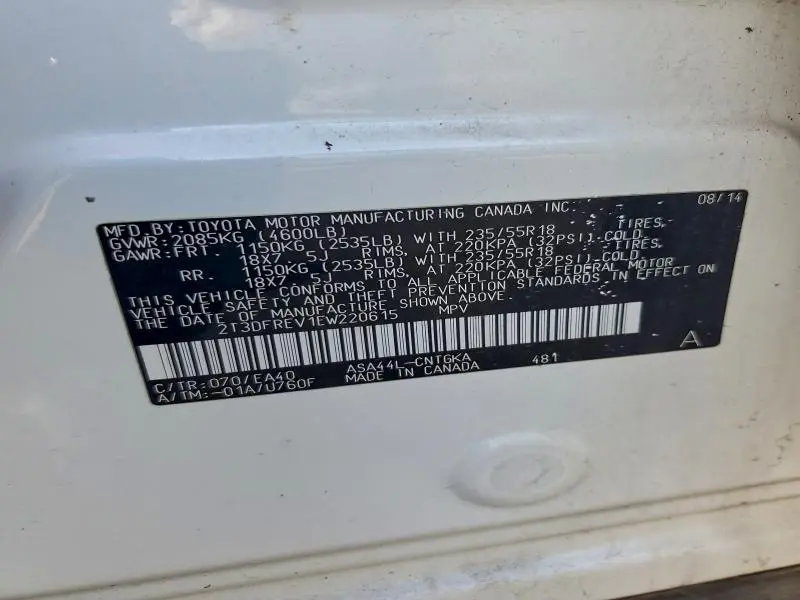 08/14
MFD.BY:TOYOTA MOTOR MANUFACTURING CANADA INC.
GVWR:2085KG (4600LB)
GAWR:FRT. 1150KG (2535LB) WITH 235/55R18 TIRES,
18X7. 5J RIMS, AT 220KPA (32PSI) COLD
RR. 1150KG (2535LB) WITH 235/55R18 TIRES,
18X7. 5J RIMS, AT 220KPA (32PSI) COLD
THIS VEHICLE CONFORMS TO ALL APPLICABLE FEDERAL MOTOR
VEHICLE SAFETY AND THEFT PREVENTION STANDARDS IN EFFECT ON
THE DATE OF MANUFACTURE SHOWN ABOVE.
2T3DFREV1EW220615 MPV
C/TR:070/EA40 ASA44L-CNTGKA 481 A
A/TM:-01A/U760F MADE IN CANADA